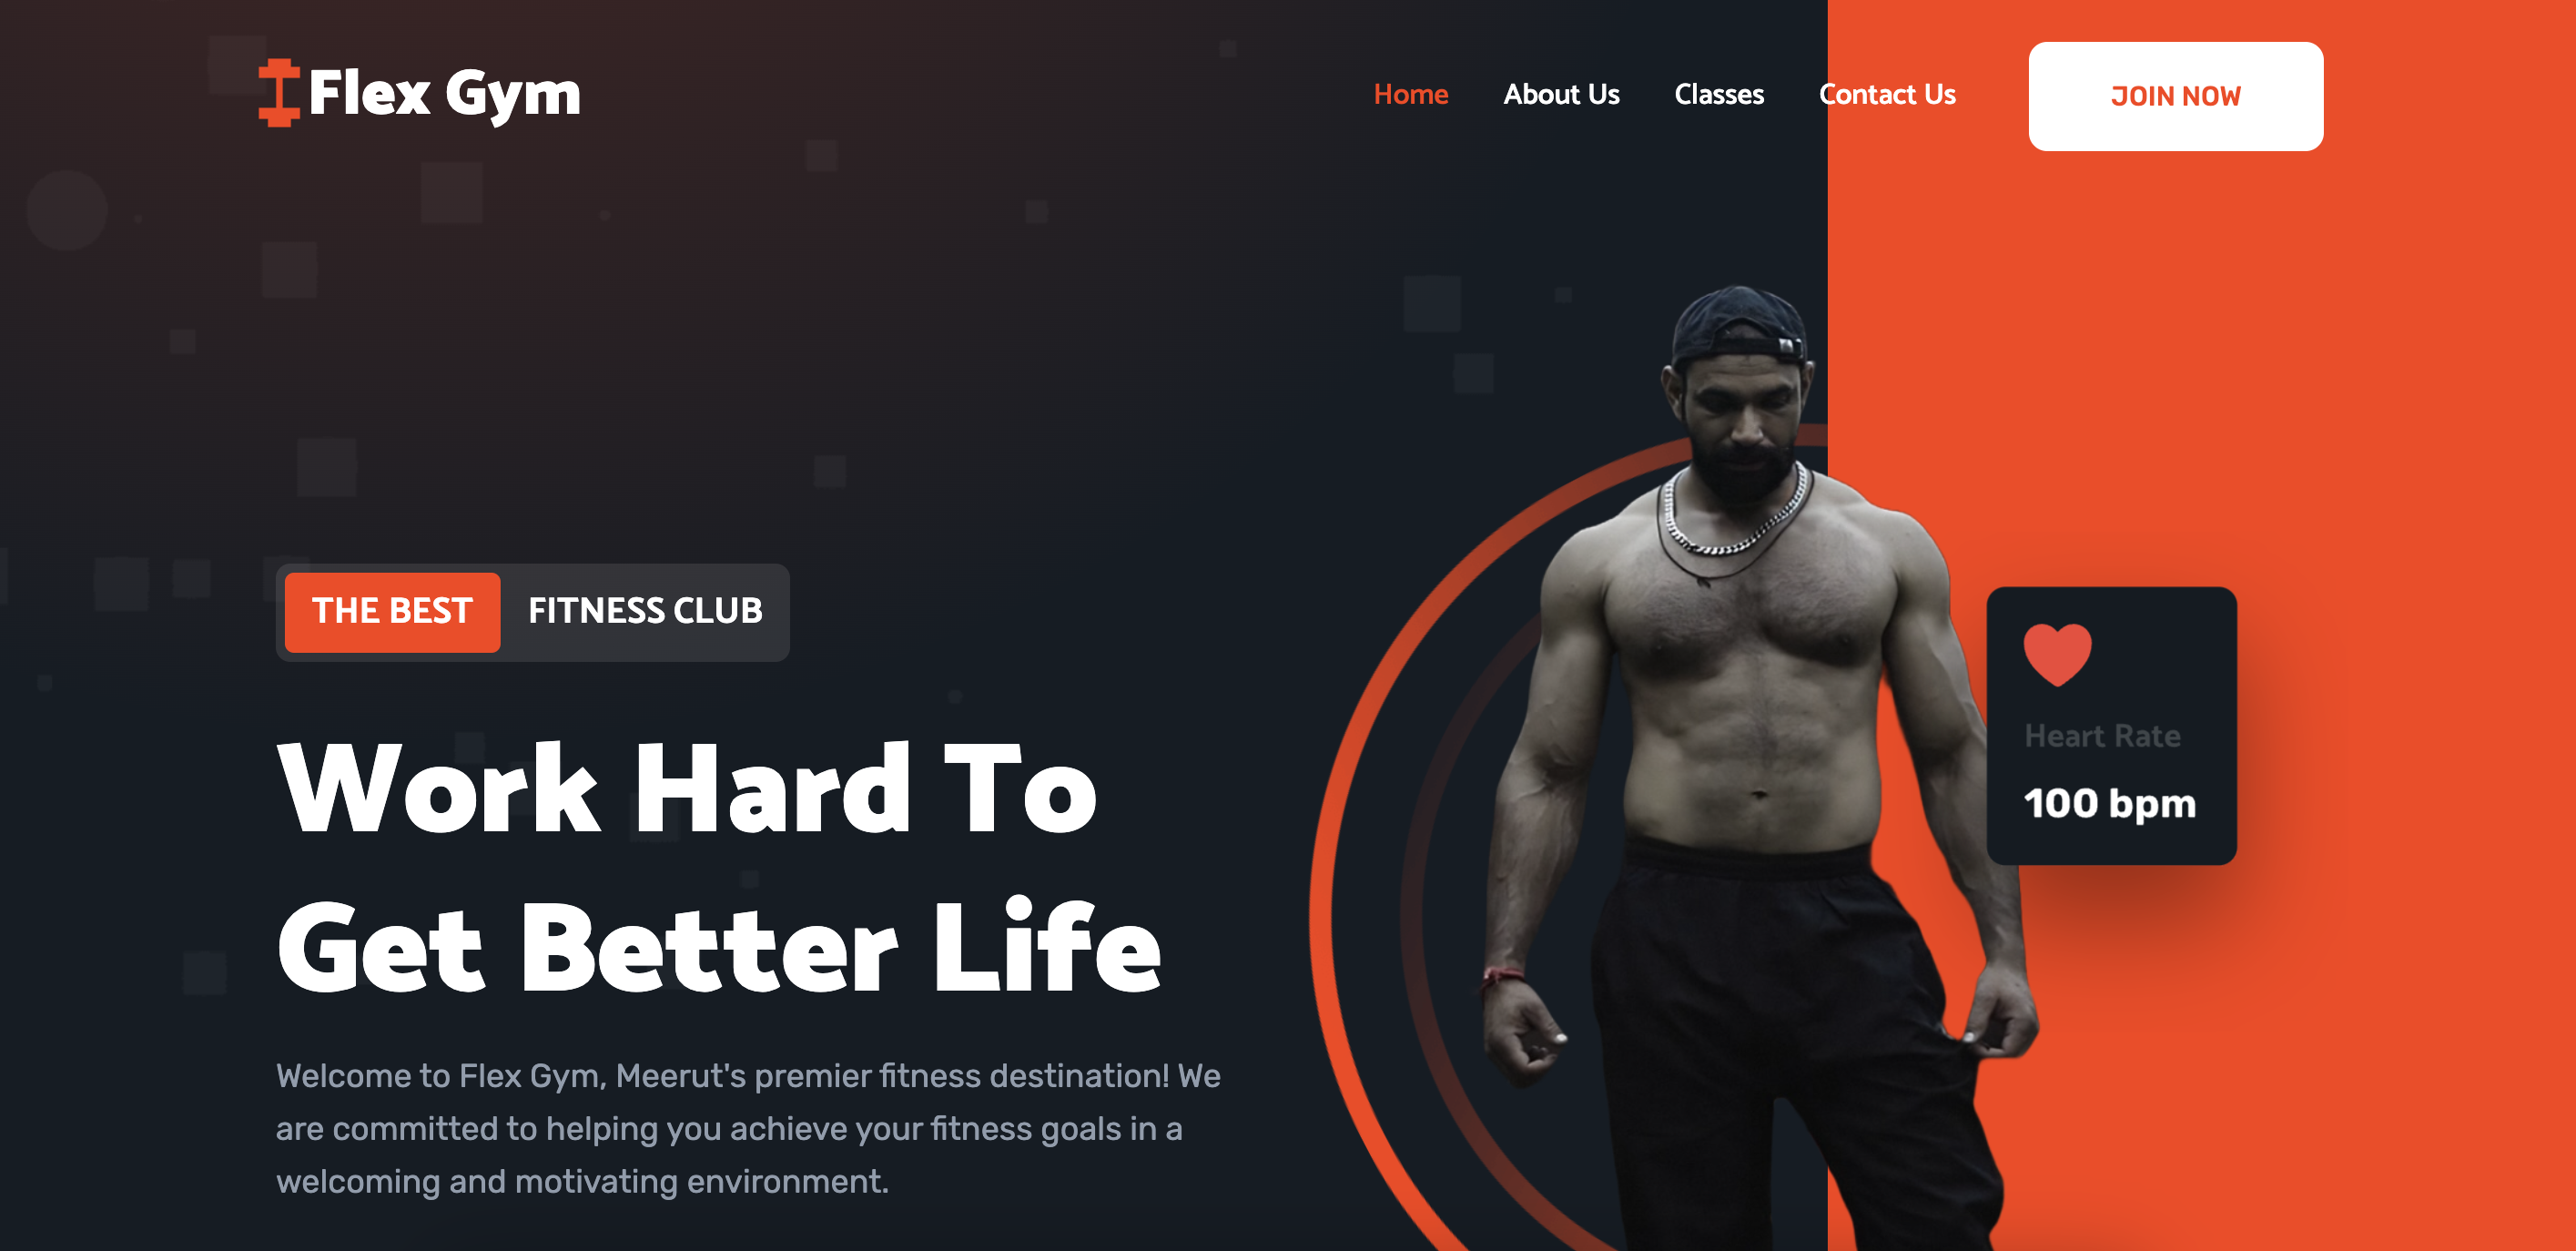 Flex Gym
Home
About Us
Classes
Contact Us
JOIN NOW
THE BEST FITNESS CLUB
Work Hard To
Get Better Life
Welcome to Flex Gym, Meerut's premier fitness destination! We
are committed to helping you achieve your fitness goals in a
welcoming and motivating environment.
Heart Rate
100 bpm